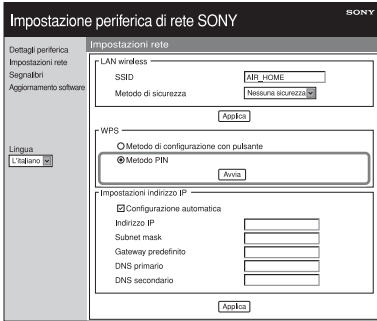 SONY
Impostazione periferica di rete SONY
Dettagli periferica
Impostazioni rete
Segnalibri
Aggiornamento software
Lingua
L'italiano
Impostazioni rete
LAN wireless
SSID
AIR_HOME
Metodo di sicurezza
Nessuna sicurezza
Applica
WPS
Metodo di configurazione con pulsante
Metodo PIN
Avvia
Impostazioni indirizzo IP
Configurazione automatica
Indirizzo IP
Subnet mask
Gateway predefinito
DNS primario
DNS secondario
Applica